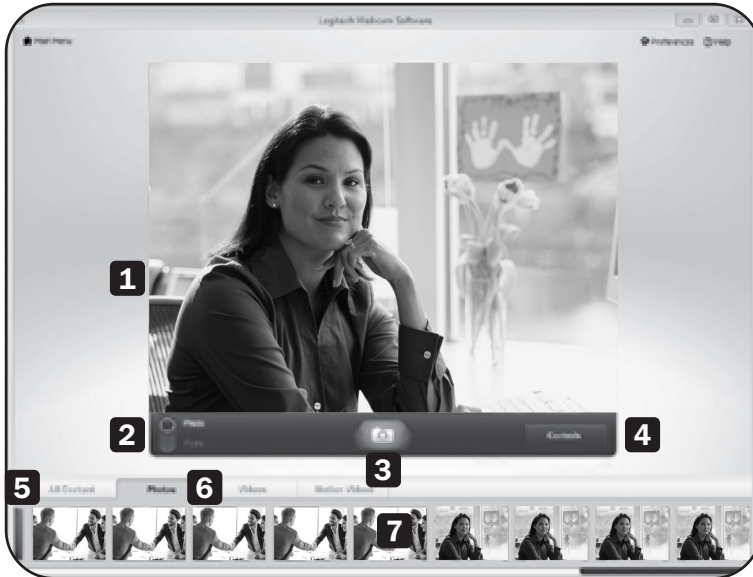 Logitech Webcam Software
Main Menu
Preferences Help
1
2
Photo
Video
3
Controls
4
5
All Content
Photos
6
Videos
Motion Videos
7